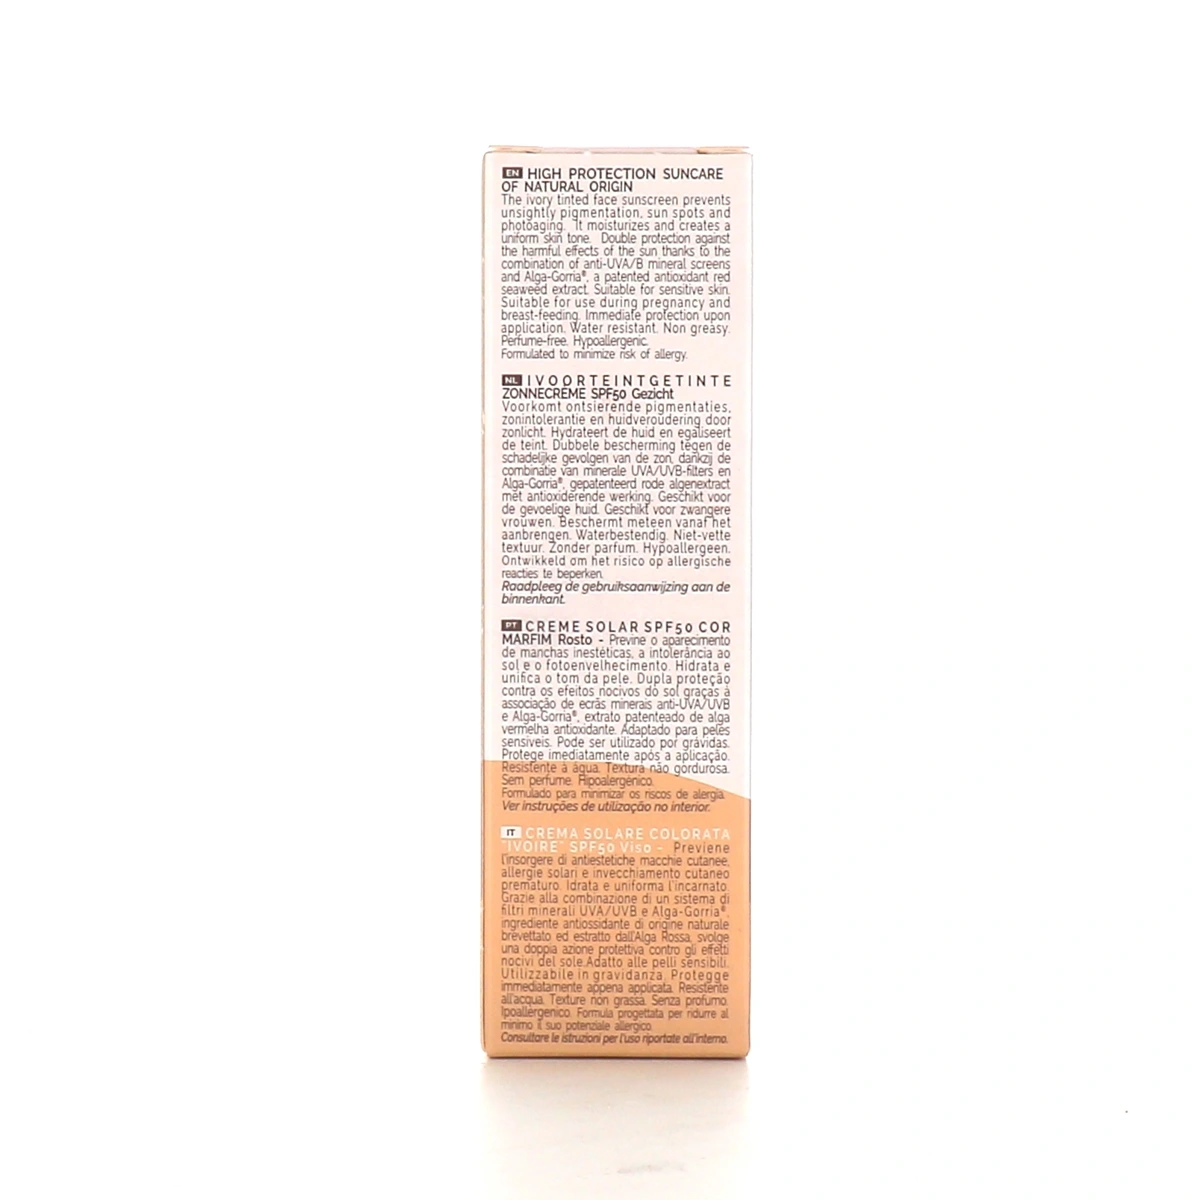 EN HIGH PROTECTION SUNCARE
OF NATURAL ORIGIN
The ivory tinted face sunscreen prevents
unsightly pigmentation, sun spots and
photoaging. It moisturizes and creates a
uniform skin tone. Double protection against
the harmful effects of the sun thanks to the
combination of anti-UVA/B mineral screens
and Alga-Gorria®, a patented antioxidant red
seaweed extract. Suitable for sensitive skin.
Suitable for use during pregnancy and
breast-feeding. Immediate protection upon
application. Water resistant. Non greasy.
Perfume-free. Hypoallergenic.
Formulated to minimize risk of allergy.
NL IVOORTEINTGETINTE
ZONNECRÈME SPF50 Gezicht
Voorkomt ontsierende pigmentaties,
zonintolerantie en huidveroudering door
zonlicht. Hydrateert de huid en egaliseert
de teint. Dubbele bescherming tegen de
schadelijke gevolgen van de zon, dankzij de
combinatie van minerale UVA/UVB-filters en
Alga-Gorria®, gepatenteerd rode algenextract
met antioxiderende werking. Geschikt voor
de gevoelige huid. Geschikt voor zwangere
vrouwen. Beschermt meteen vanaf het
aanbrengen. Waterbestendig. Niet-vette
textuur. Zonder parfum. Hypoallergeen.
Ontwikkeld om het risico op allergische
reacties te beperken.
Raadpleeg de gebruiksaanwijzing aan de
binnenkant.
PT CREME SOLAR SPF50 COR
MARFIM Rosto - Previne o aparecimento
de manchas inestéticas, a intolerância ao
sol e o fotoenvelhecimento. Hidrata e
unifica o tom da pele. Dupla proteção
contra os efeitos nocivos do sol graças à
associação de ecrãs minerais anti-UVA/UVB
e Alga-Gorria®, extrato patenteado de alga
vermelha antioxidante. Adaptado para peles
sensíveis. Pode ser utilizado por grávidas.
Protege imediatamente após a aplicação.
Resistente à água. Textura não gordurosa.
Sem perfume. Hipoalergénico.
Formulado para minimizar os riscos de alergia.
Ver instruções de utilização no interior.
IT CREMA SOLARE COLORATA
"IVOIRE" SPF50 Viso - Previene
l'insorgere di antiestetiche macchie cutanee,
allergie solari e invecchiamento cutaneo
prematuro. Idrata e uniforma l'incarnato.
Grazie alla combinazione di un sistema di
filtri minerali UVA/UVB e Alga-Gorria®,
ingrediente antiossidante di origine naturale
brevettato ed estratto dall'Alga Rossa, svolge
una doppia azione protettiva contro gli effetti
nocivi del sole.Adatto alle pelli sensibili.
Utilizzabile in gravidanza. Protegge
immediatamente appena applicata. Resistente
all'acqua. Texture non grassa. Senza profumo.
Ipoallergenico. Formula progettata per ridurre al
minimo il suo potenziale allergico.
Consultare le istruzioni per l'uso riportate all'interno.